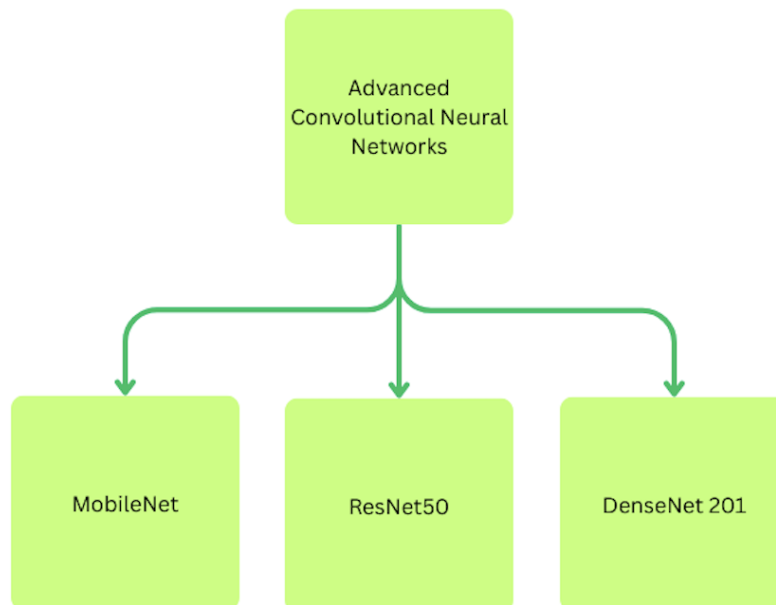 Advanced
Convolutional Neural
Networks
MobileNet
ResNet50
DenseNet 201